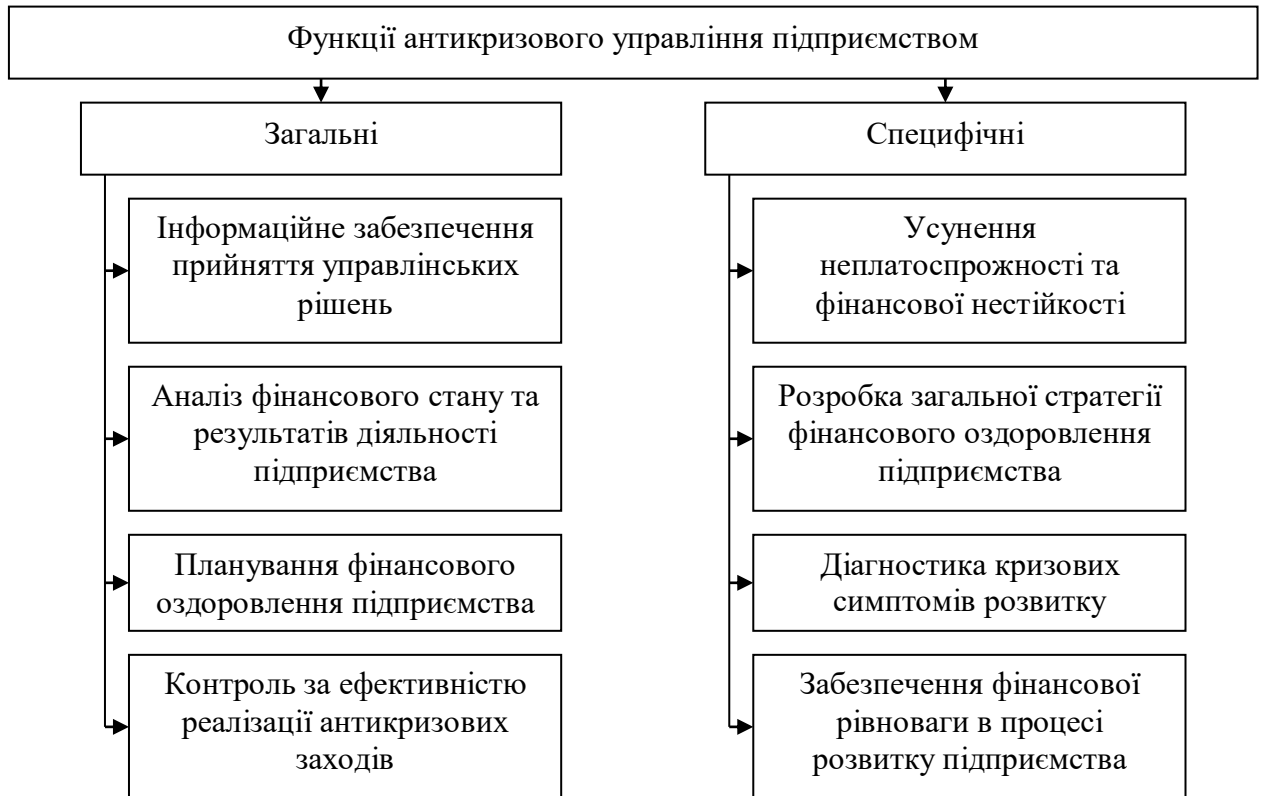 Функції антикризового управління підприємством
Загальні
Інформаційне забезпечення
прийняття управлінських
рішень
Аналіз фінансового стану та
результатів діяльності
підприємства
Планування фінансового
оздоровлення підприємства
Контроль за ефективністю
реалізації антикризових
заходів
Специфічні
Усунення
неплатоспрожності та
фінансової нестійкості
Розробка загальної стратегії
фінансового оздоровлення
підприємства
Діагностика кризових
симптомів розвитку
Забезпечення фінансової
рівноваги в процесі
розвитку підприємства